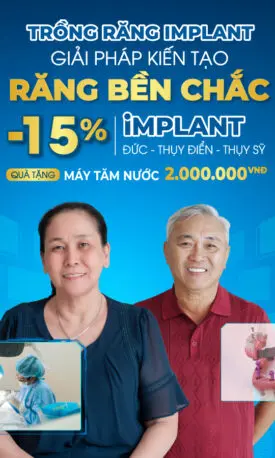 TRỒNG RĂNG IMPLANT
GIẢI PHÁP KIẾN TẠO
RĂNG BỀN CHẮC
-15% iMPLANT
ĐỨC - THỤY ĐIỂN - THỤY SỸ
QUÀ TẶNG MÁY TĂM NƯỚC 2.000.000VNĐ